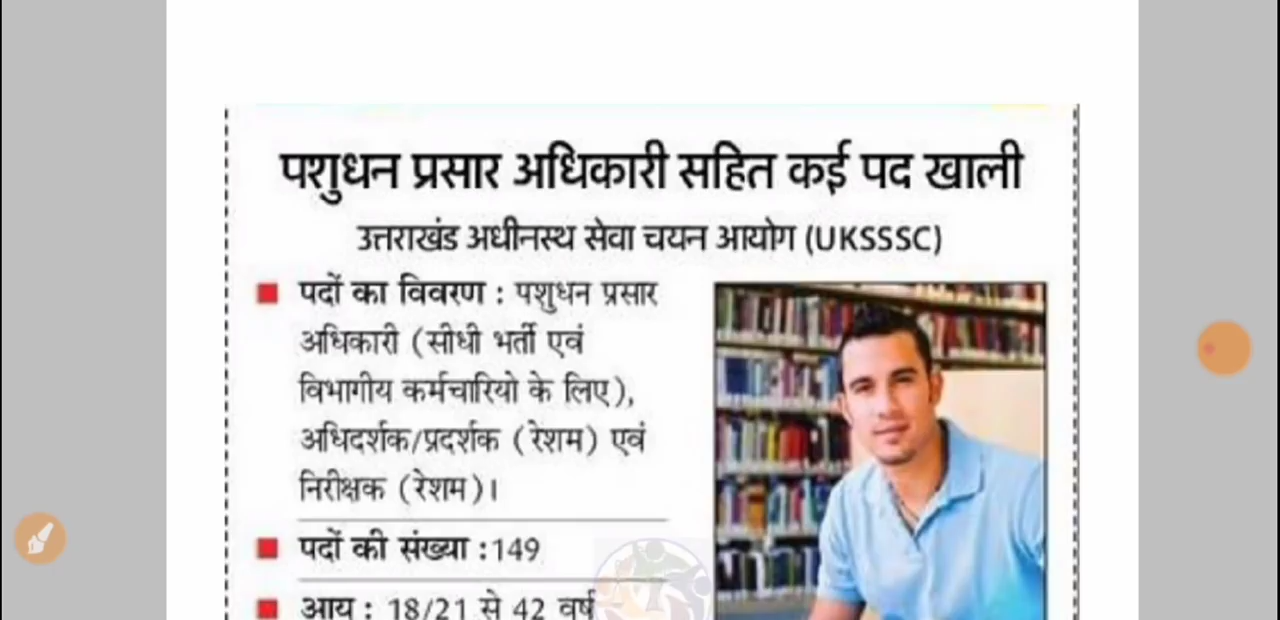 पशुधन प्रसार अधिकारी सहित कई पद खाली
उत्तराखंड अधीनस्थ सेवा चयन आयोग (UKSSSC)
पदों का विवरण : पशुधन प्रसार
अधिकारी (सीधी भर्ती एवं
विभागीय कर्मचारियो के लिए),
अधिदर्शक/प्रदर्शक (रेशम) एवं
निरीक्षक (रेशम)।
पदों की संख्या :149
आयु : 18/21 से 42 वर्ष